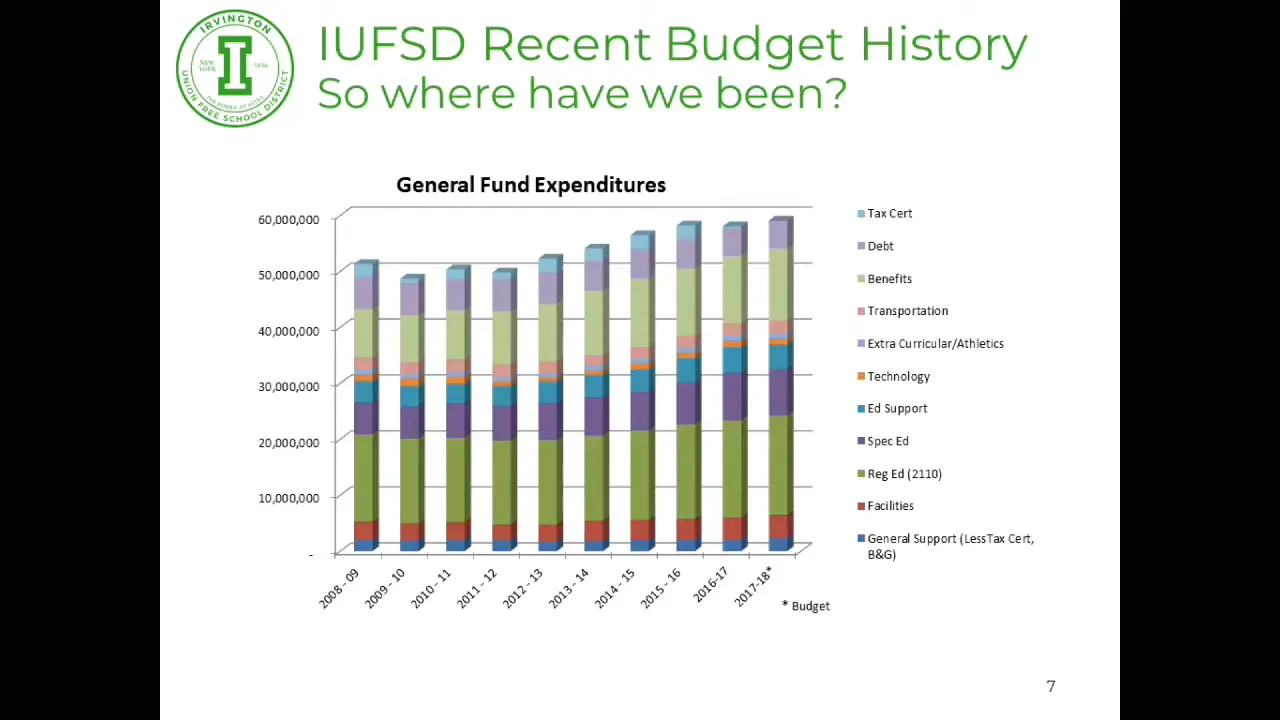 IRVINGTON
NEW YORK
1856
UNION FREE SCHOOL DISTRICT
IUFSD Recent Budget History
So where have we been?
General Fund Expenditures
60,000,000
50,000,000
40,000,000
30,000,000
20,000,000
10,000,000
-
2008 - 09
2009 - 10
2010 - 11
2011 - 12
2012 - 13
2013 - 14
2014 - 15
2015 - 16
2016-17
2017-18*
* Budget
Tax Cert
Debt
Benefits
Transportation
Extra Curricular/Athletics
Technology
Ed Support
Spec Ed
Reg Ed (2110)
Facilities
General Support (LessTax Cert,
B&G)
7